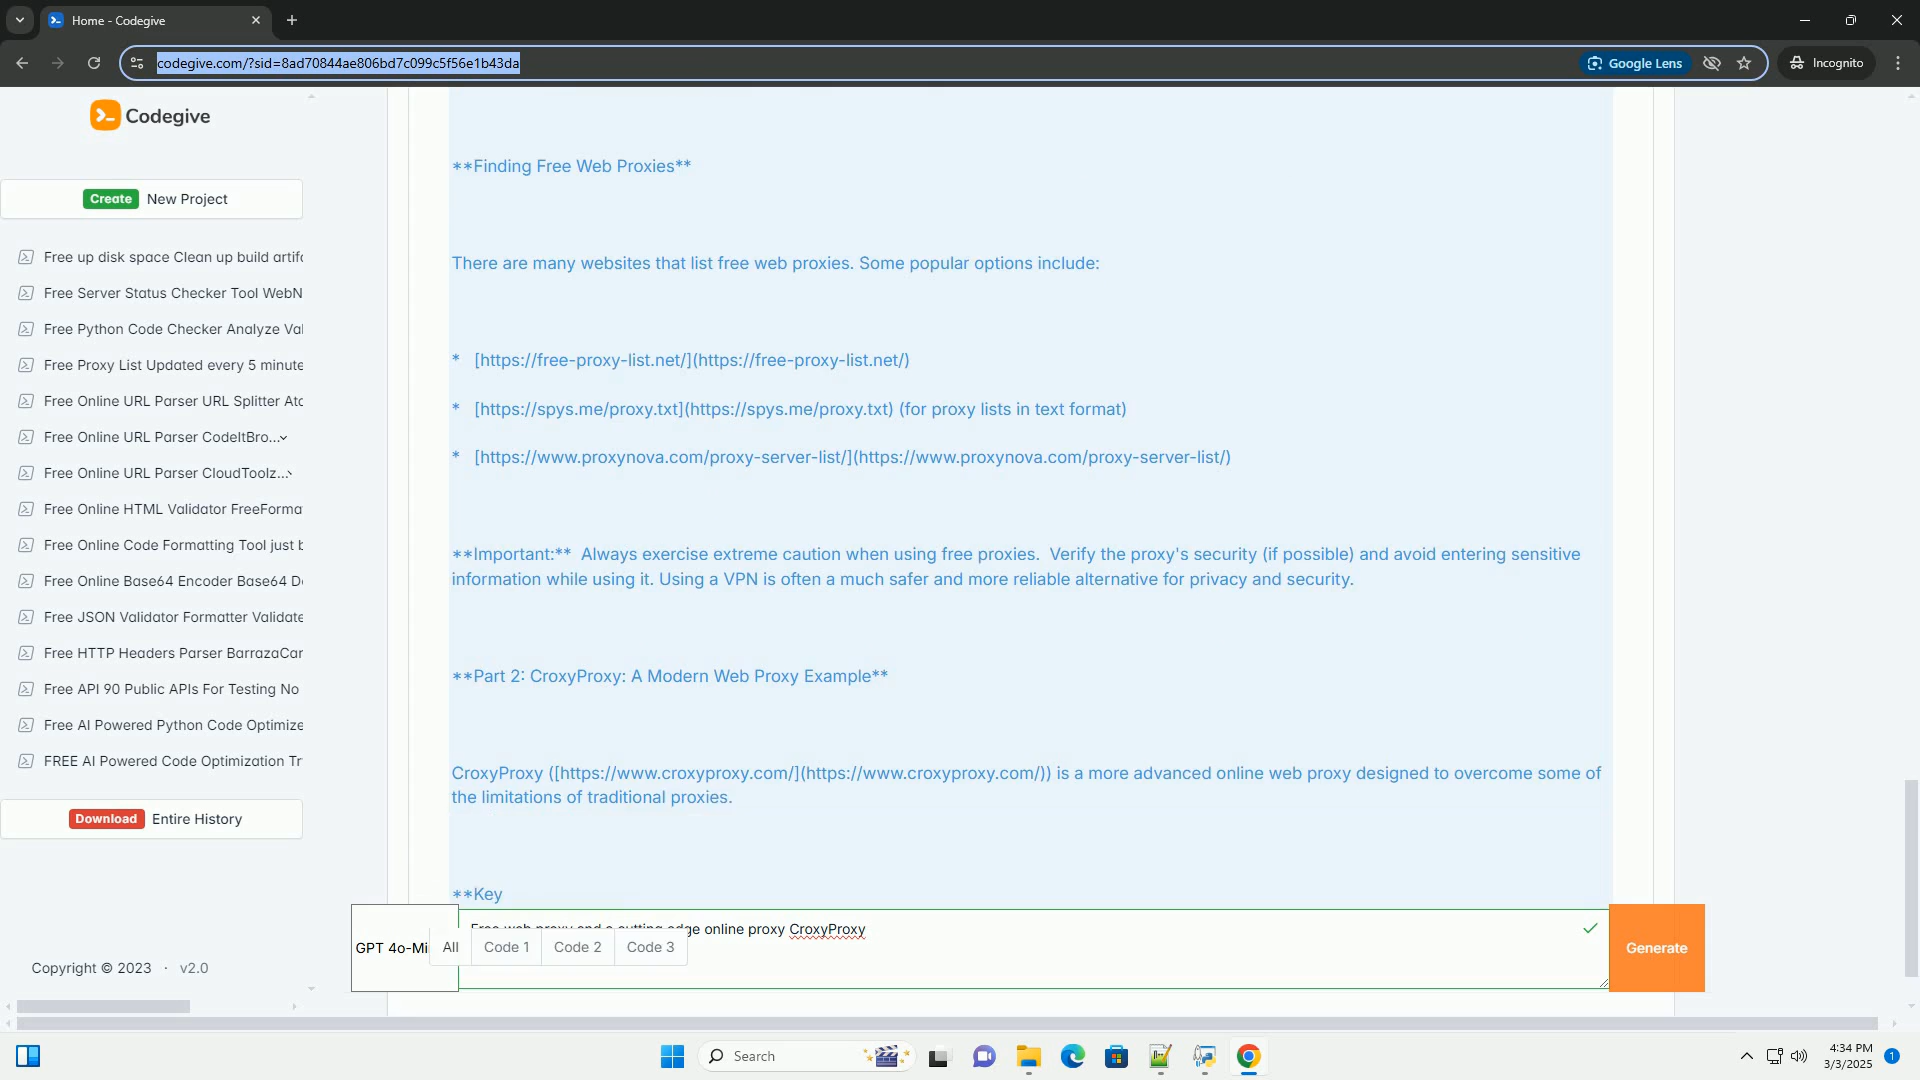 Home - Codegive
codegive.com/?sid=8ad70844ae806bd7c099c5f56e1b43da
Google Lens
Incognito
Codegive
Create New Project
Free up disk space Clean up build artifc
Free Server Status Checker Tool WebN
Free Python Code Checker Analyze Val
Free Proxy List Updated every 5 minute
Free Online URL Parser URL Splitter Atc
Free Online URL Parser CodeItBro...
Free Online URL Parser CloudToolz...
Free Online HTML Validator FreeForma
Free Online Code Formatting Tool just b
Free Online Base64 Encoder Base64 De
Free JSON Validator Formatter Validate
Free HTTP Headers Parser BarrazaCar
Free API 90 Public APIs For Testing No
Free AI Powered Python Code Optimize
FREE AI Powered Code Optimization Tr
Download Entire History
Copyright © 2023 · v2.0
**Finding Free Web Proxies**
There are many websites that list free web proxies. Some popular options include:
* [https://free-proxy-list.net/](https://free-proxy-list.net/)
* [https://spys.me/proxy.txt](https://spys.me/proxy.txt) (for proxy lists in text format)
* [https://www.proxynova.com/proxy-server-list/](https://www.proxynova.com/proxy-server-list/)
**Important:** Always exercise extreme caution when using free proxies. Verify the proxy's security (if possible) and avoid entering sensitive
information while using it. Using a VPN is often a much safer and more reliable alternative for privacy and security.
**Part 2: CroxyProxy: A Modern Web Proxy Example**
CroxyProxy ([https://www.croxyproxy.com/](https://www.croxyproxy.com/)) is a more advanced online web proxy designed to overcome some of
the limitations of traditional proxies.
**Key
Free web proxy and a cutting edge online proxy CroxyProxy
GPT 4o-Mi
All
Code 1
Code 2
Code 3
Generate
Search
4:34 PM
3/3/2025
1